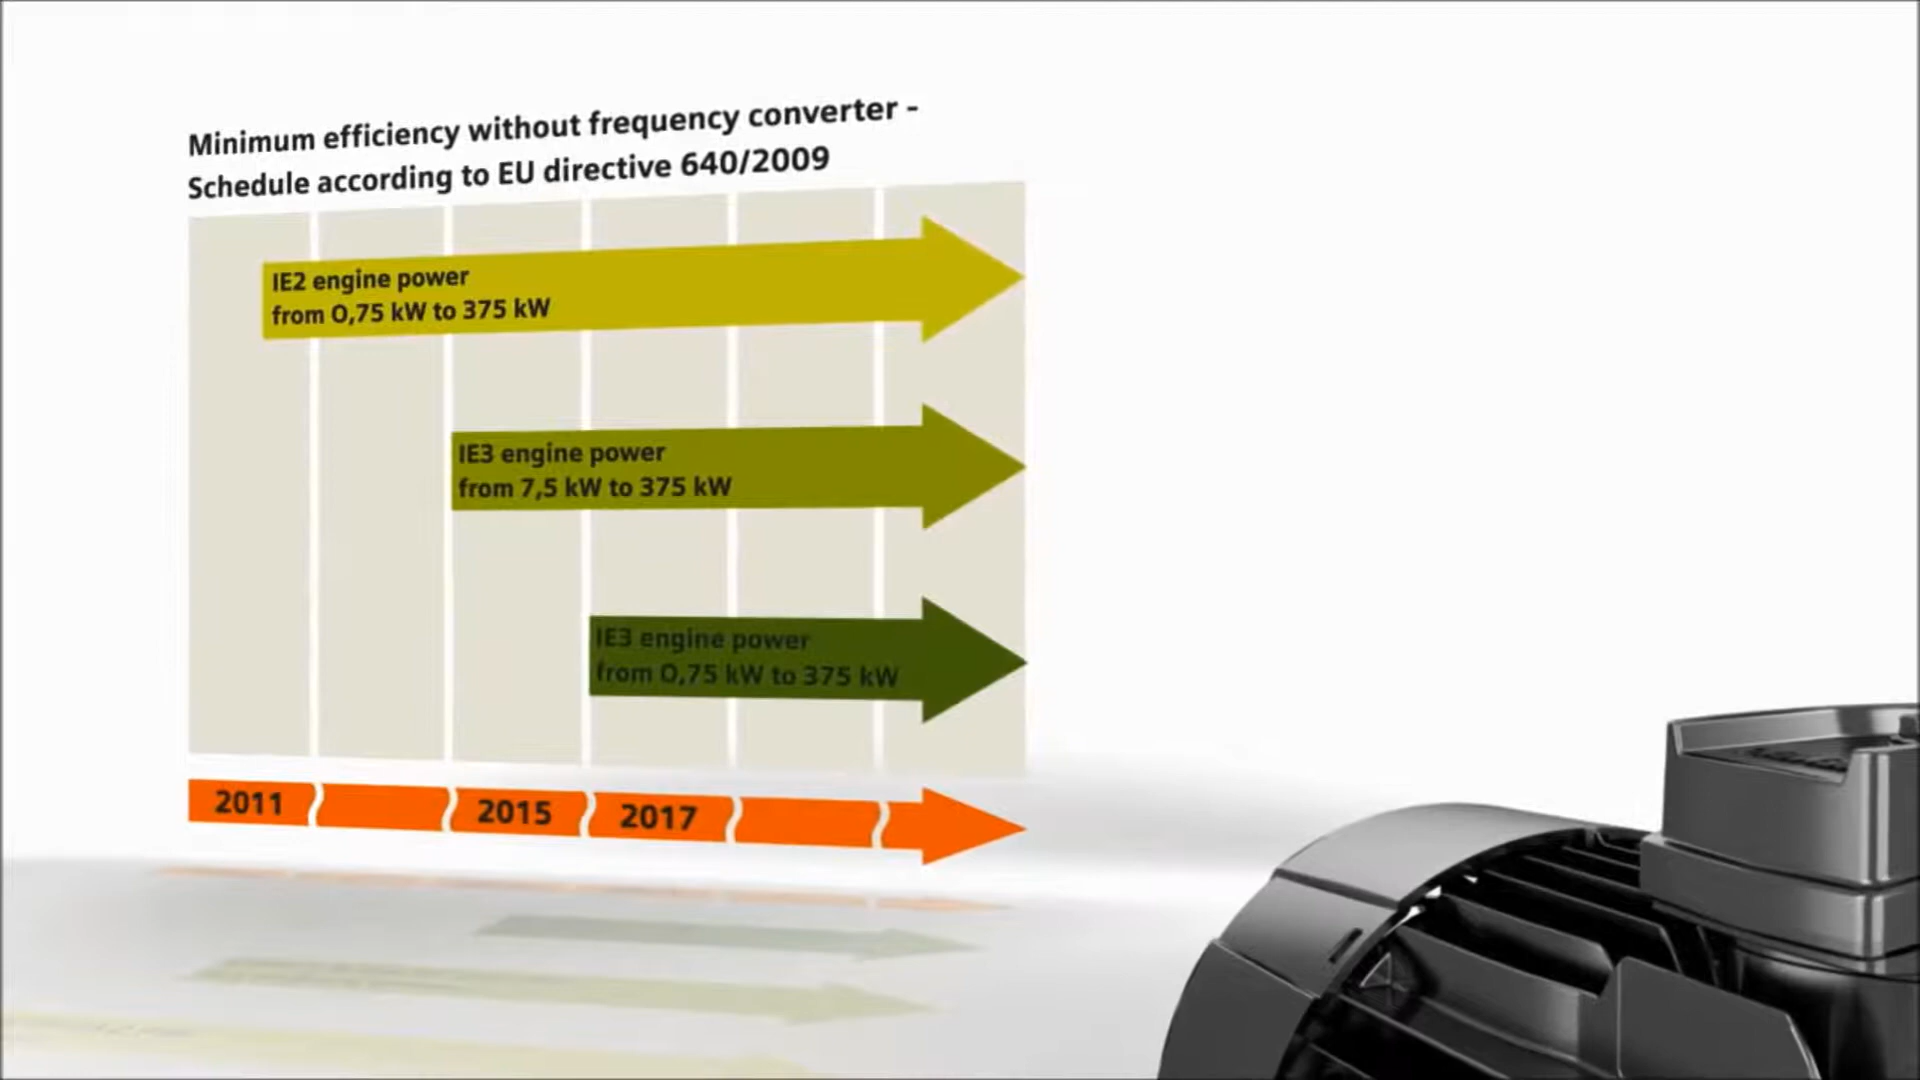 Minimum efficiency without frequency converter –
Schedule according to EU directive 640/2009
IE2 engine power
from 0,75 kW to 375 kW
IE3 engine power
from 7,5 kW to 375 kW
IE3 engine power
from 0,75 kW to 375 kW
2011 2015 2017